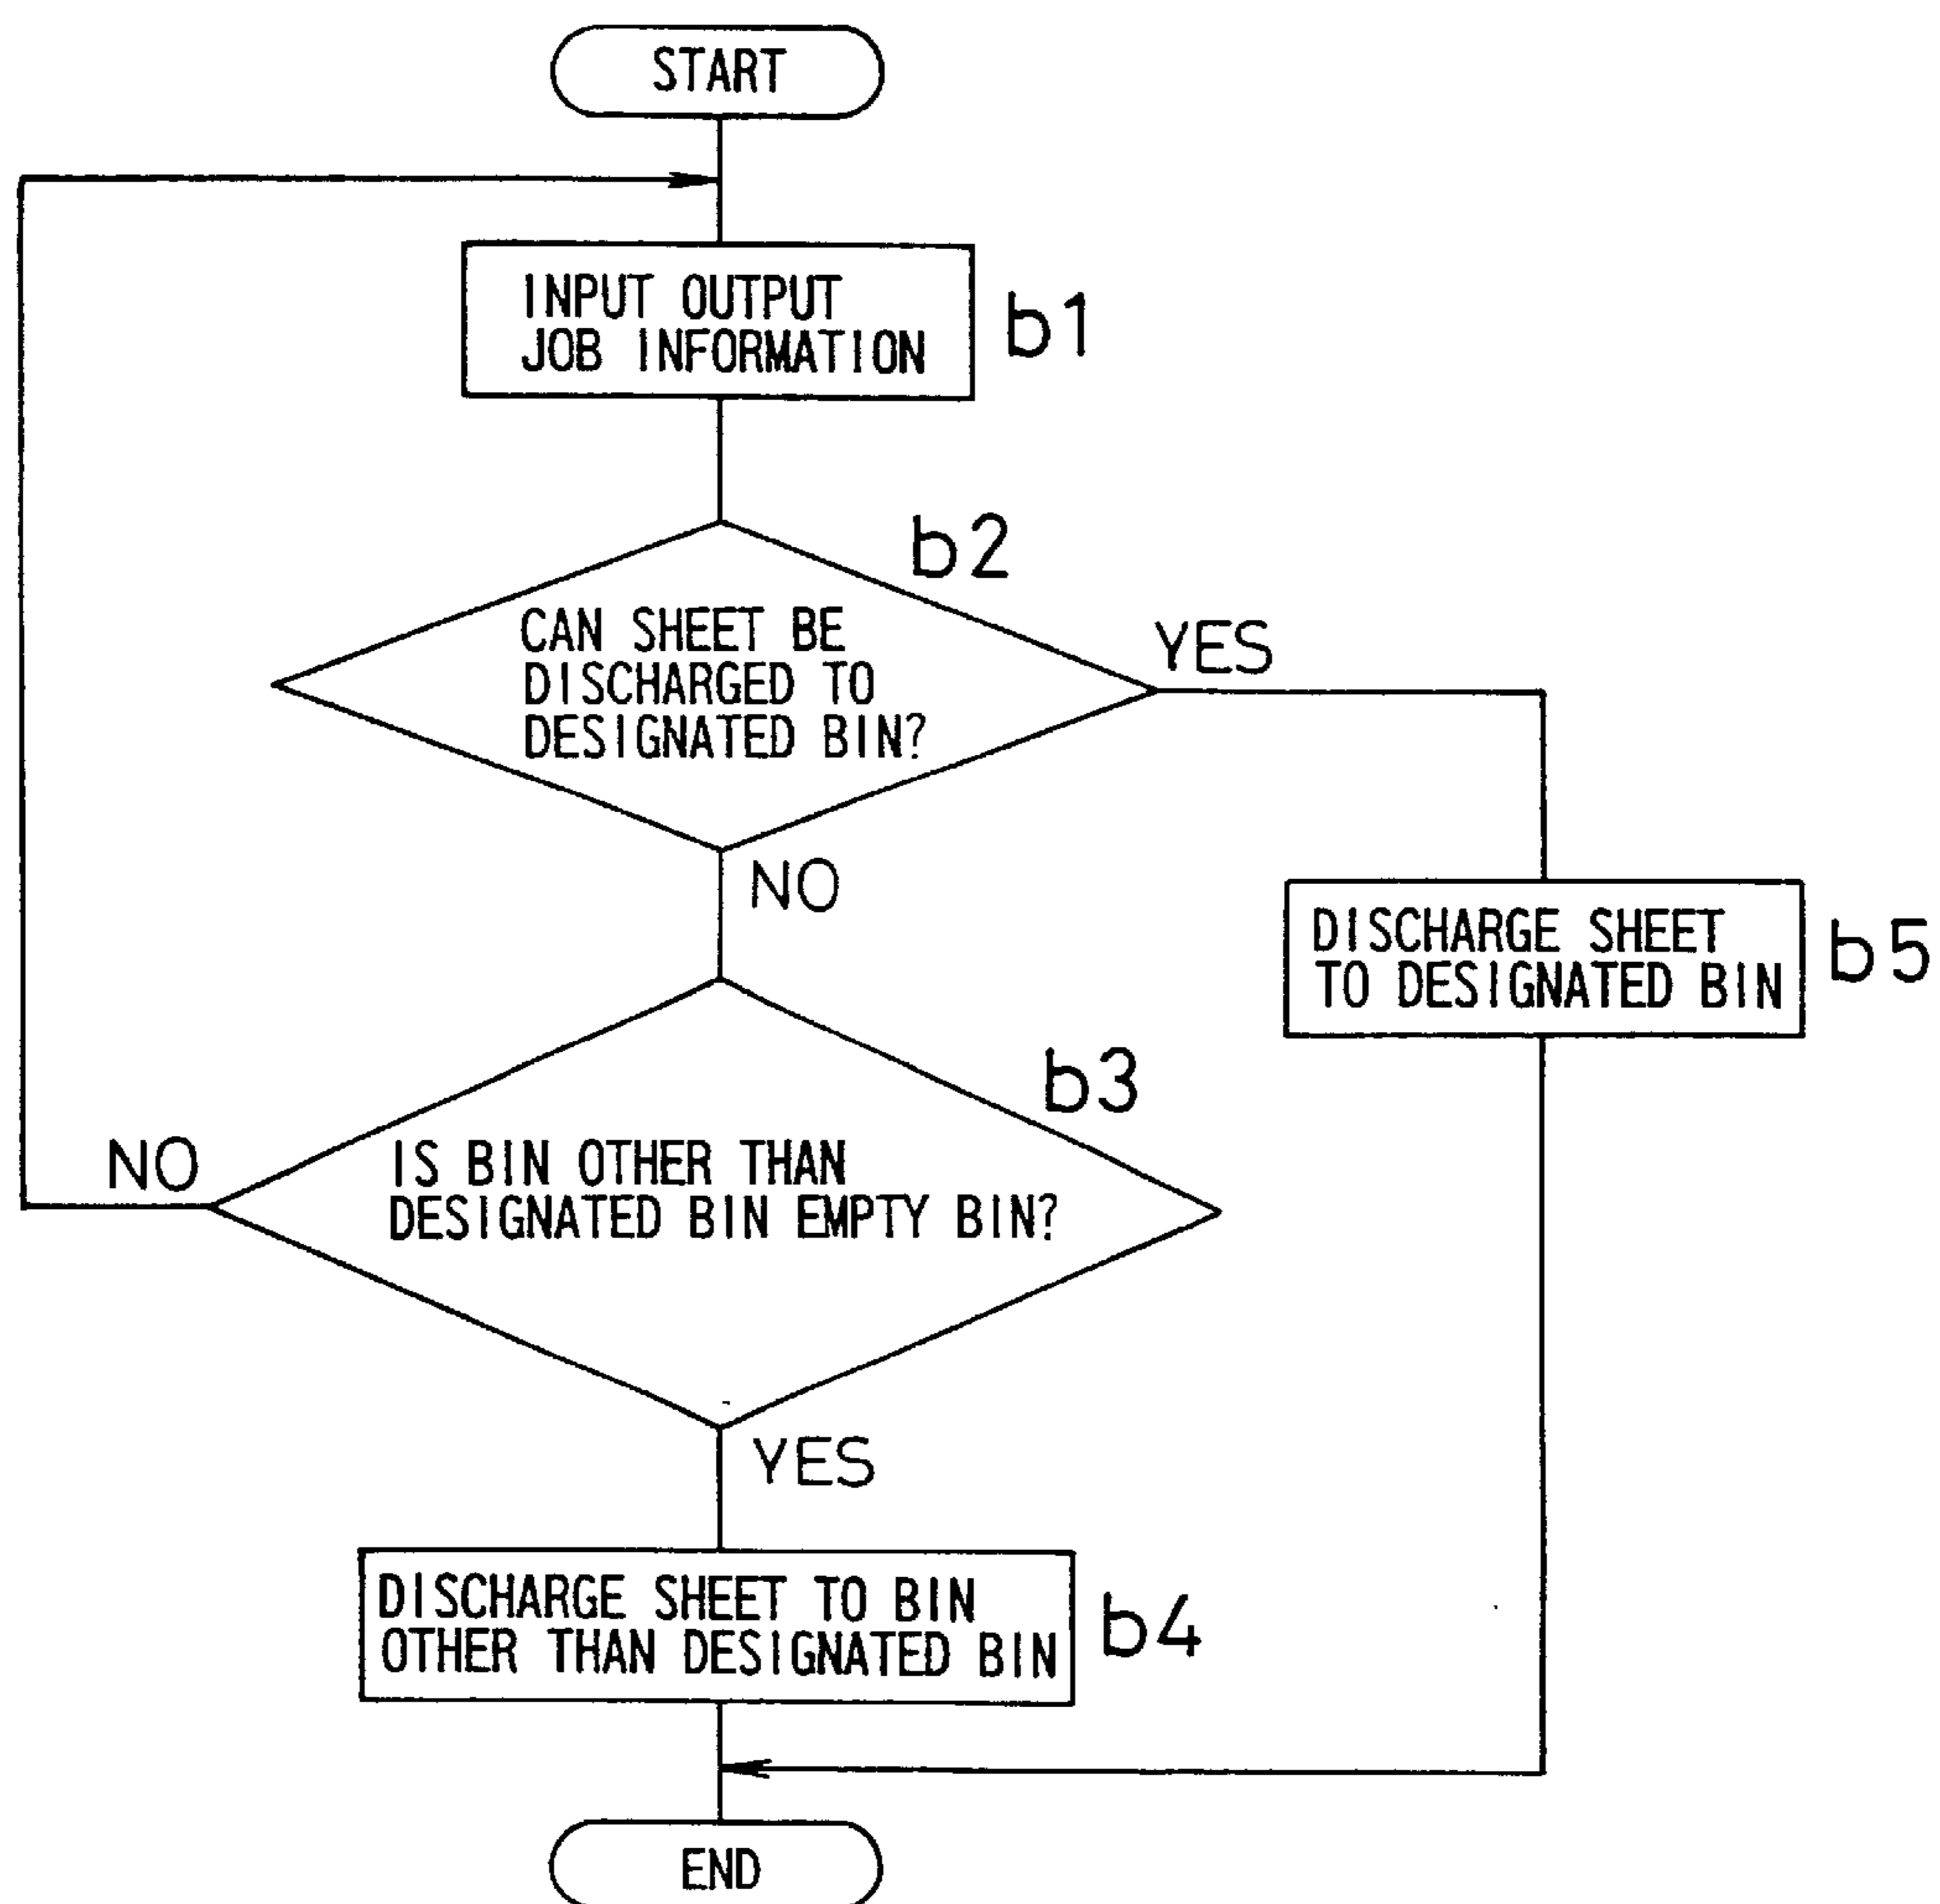 START
INPUT OUTPUT
JOB INFORMATION
b1
b2
CAN SHEET BE
DISCHARGED TO
DESIGNATED BIN?
YES
NO
DISCHARGE SHEET
TO DESIGNATED BIN
b5
b3
IS BIN OTHER THAN
DESIGNATED BIN EMPTY BIN?
NO
YES
DISCHARGE SHEET TO BIN
OTHER THAN DESIGNATED BIN
b4
END